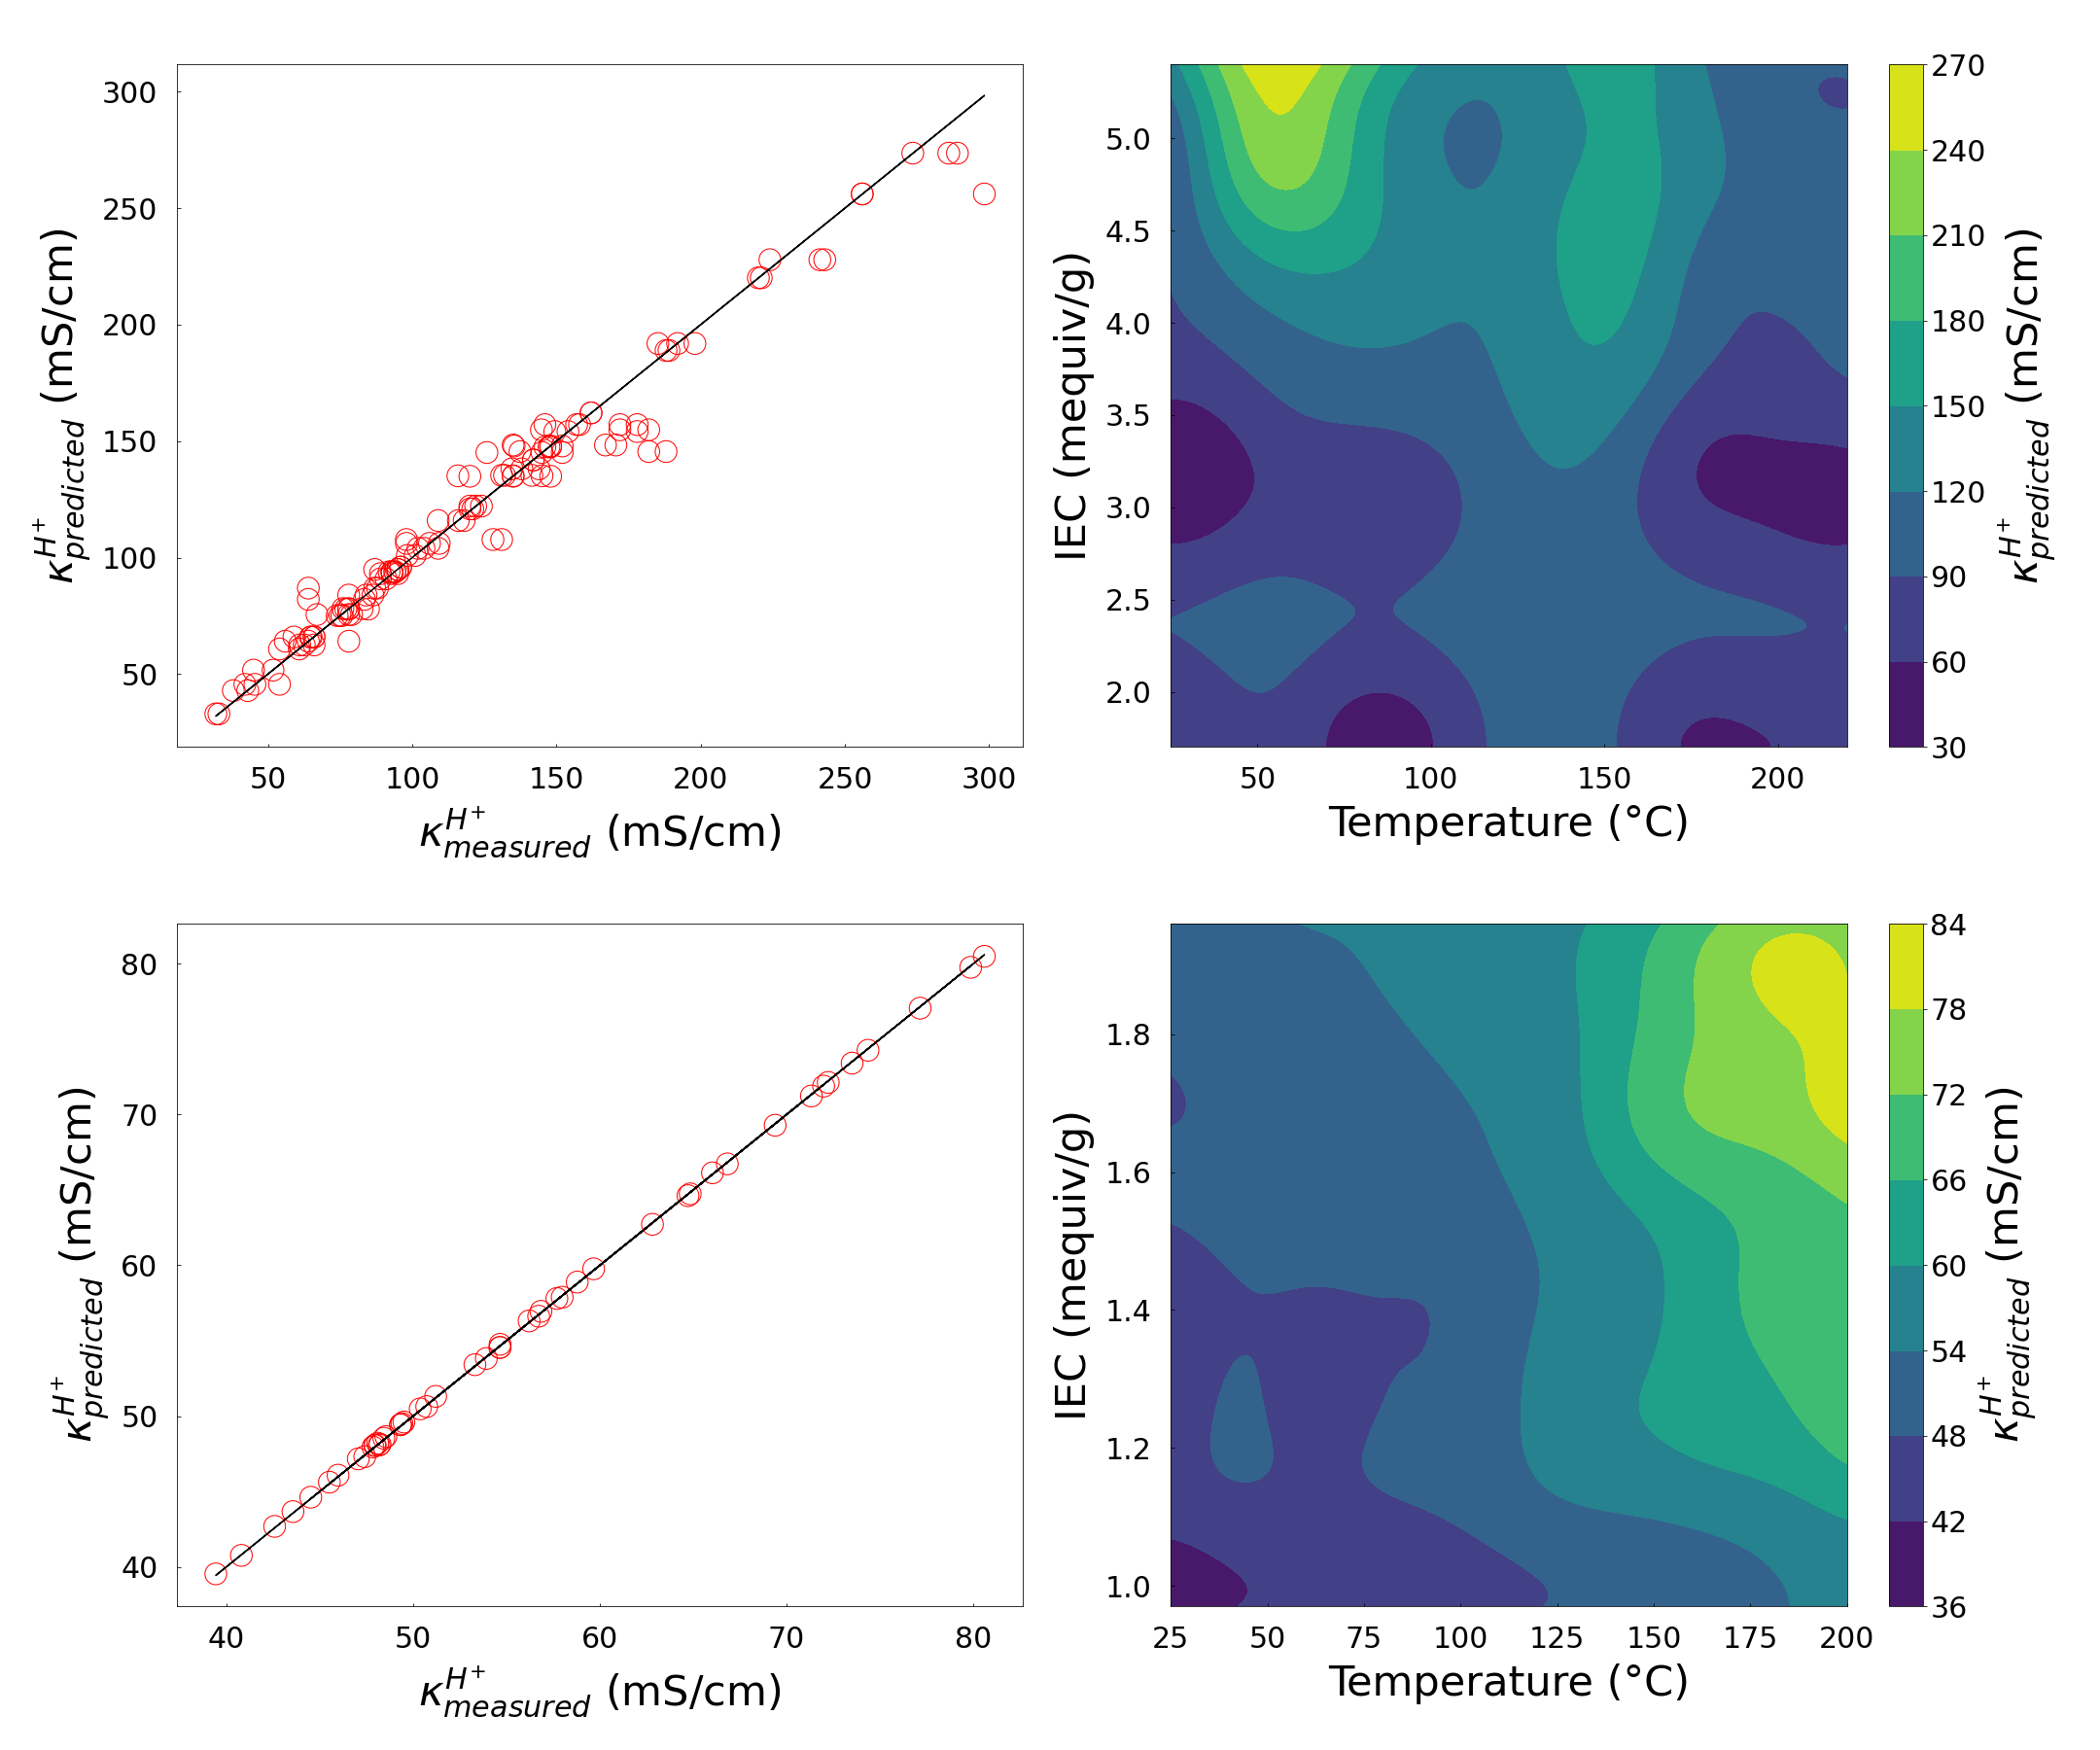 300
250
200
150
100
50
κ^{H^+}_{predicted} (mS/cm)
50 100 150 200 250 300
κ^{H^+}_{measured} (mS/cm)
5.0
4.5
4.0
3.5
3.0
2.5
2.0
IEC (mequiv/g)
50 100 150 200
Temperature (°C)
270
240
210
180
150
120
90
60
30
κ^{H^+}_{predicted} (mS/cm)
80
70
60
50
40
κ^{H^+}_{predicted} (mS/cm)
40 50 60 70 80
κ^{H^+}_{measured} (mS/cm)
1.8
1.6
1.4
1.2
1.0
IEC (mequiv/g)
25 50 75 100 125 150 175 200
Temperature (°C)
84
78
72
66
60
54
48
42
36
κ^{H^+}_{predicted} (mS/cm)